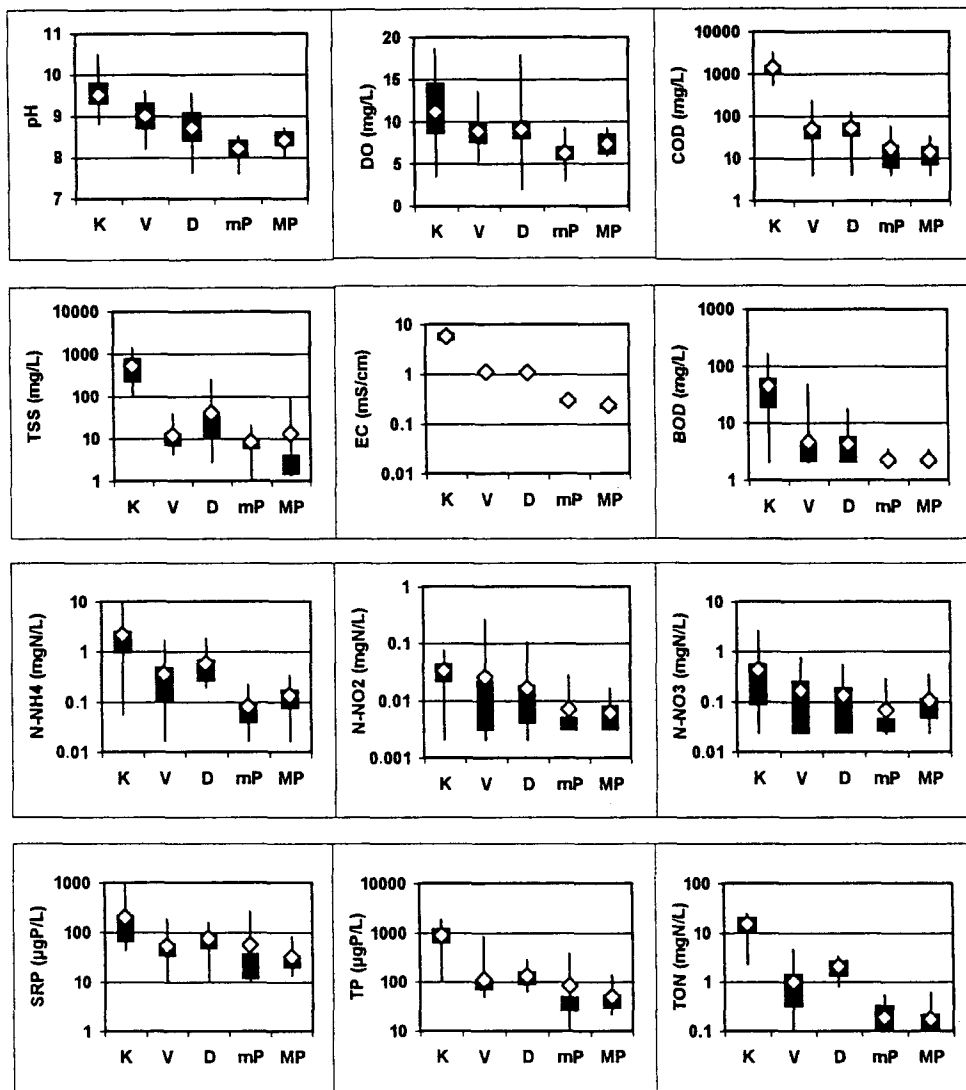 pH
11
10
9
8
7
K V D mP MP
DO (mg/L)
20
15
10
5
0
K V D mP MP
COD (mg/L)
10000
1000
100
10
1
K V D mP MP
TSS (mg/L)
10000
1000
100
10
1
K V D mP MP
EC (mS/cm)
10
1
0.1
0.01
K V D mP MP
BOD (mg/L)
1000
100
10
1
K V D mP MP
N-NH4 (mgN/L)
10
1
0.1
0.01
K V D mP MP
N-NO2 (mgN/L)
1
0.1
0.01
0.001
K V D mP MP
N-NO3 (mgN/L)
10
1
0.1
0.01
K V D mP MP
SRP (µgP/L)
1000
100
10
1
K V D mP MP
TP (µgP/L)
10000
1000
100
10
K V D mP MP
TON (mgN/L)
100
10
1
0.1
K V D mP MP